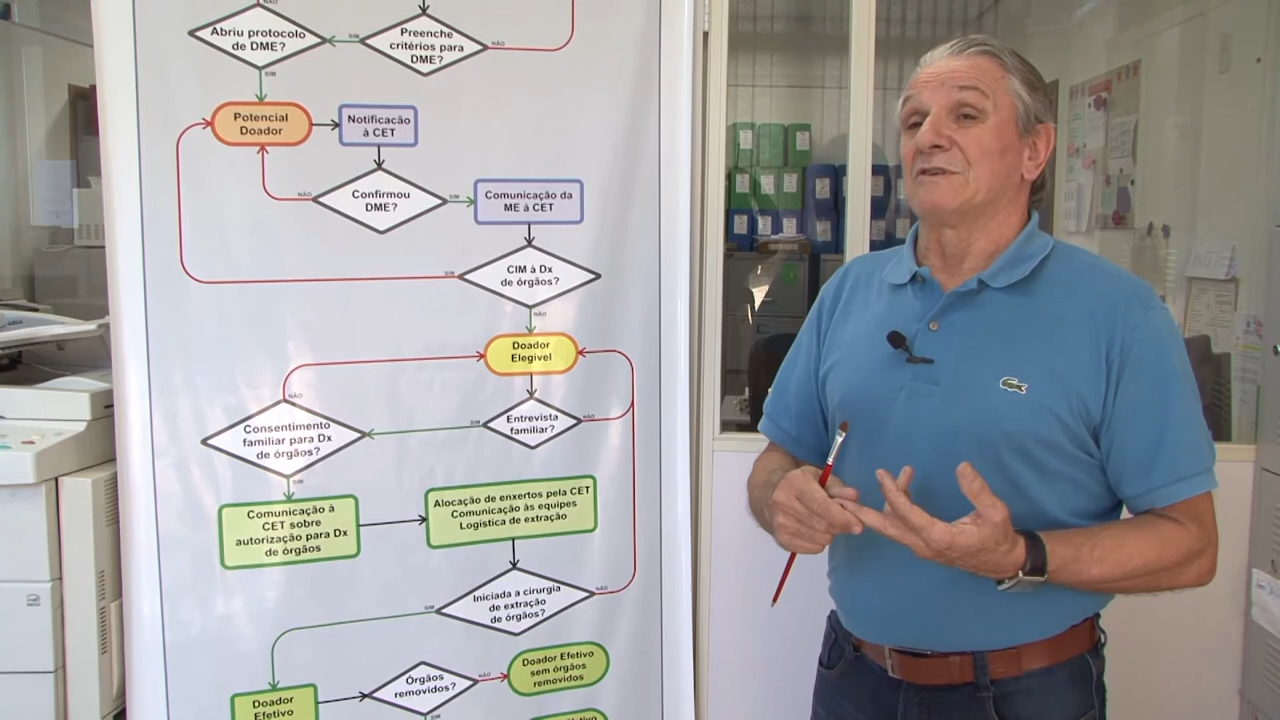 NÃO
Abriu protocolo
de DME?
SIM
Preenche
critérios para
DME?
NÃO
SIM
Potencial
Doador
Notificação
à CET
NÃO
Confirmou
DME?
SIM
Comunicação da
ME à CET
SIM
CIM à Dx
de órgãos?
NÃO
Doador
Elegivel
NÃO
Consentimento
familiar para Dx
de órgãos?
SIM
Entrevista
familiar?
NÃO
SIM
Comunicação à
CET sobre
autorização para Dx
de órgãos
Alocação de enxertos pela CET
Comunicação às equipes
Logística de extração
SIM
Iniciada a cirurgia
de extração
de órgãos?
NÃO
Doador
Efetivo
Órgãos
removidos?
NÃO
Doador Efetivo
sem órgãos
removidos
SIM